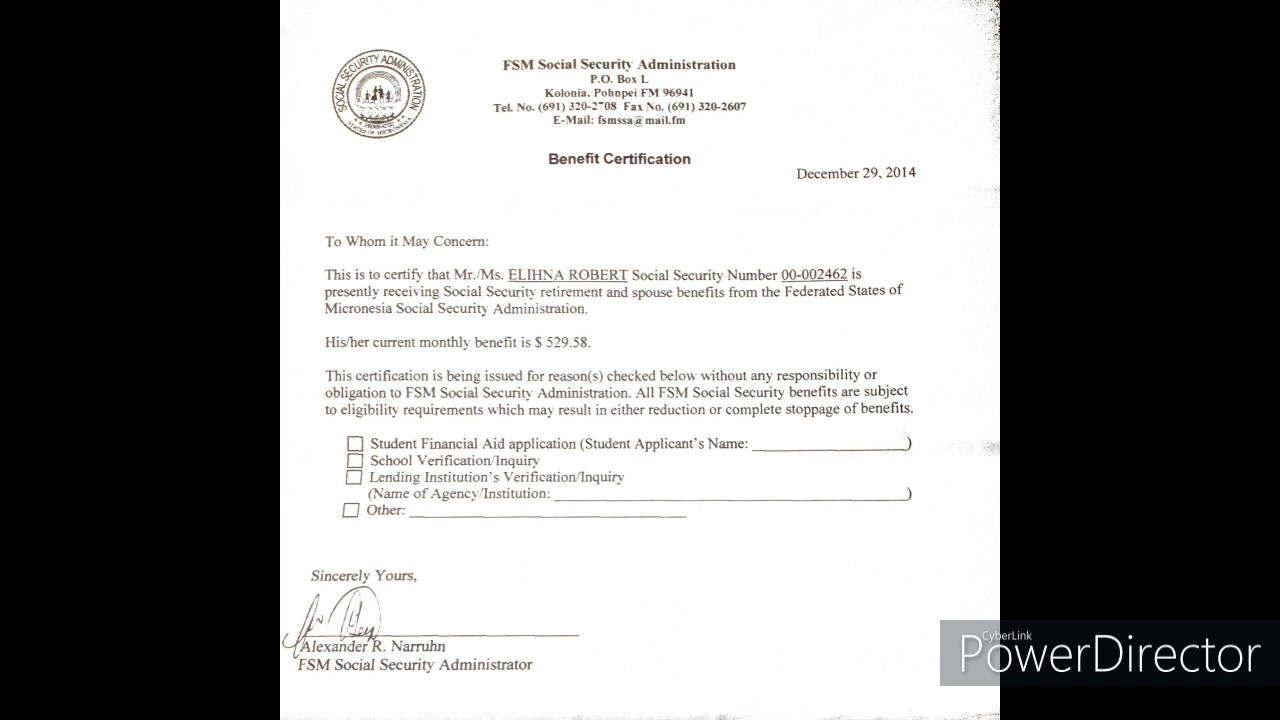 SOCIAL SECURITY ADMINISTRATION
FEDERATED
STATES OF MICRONESIA
FSM Social Security Administration
P.O. Box L
Kolonia, Pohnpei FM 96941
Tel. No. (691) 320-2708 Fax No. (691) 320-2607
E-Mail: fsmssa@mail.fm
Benefit Certification
December 29, 2014
To Whom it May Concern:
This is to certify that Mr./Ms. ELIHNA ROBERT Social Security Number 00-002462 is
presently receiving Social Security retirement and spouse benefits from the Federated States of
Micronesia Social Security Administration.
His/her current monthly benefit is $ 529.58.
This certification is being issued for reason(s) checked below without any responsibility or
obligation to FSM Social Security Administration. All FSM Social Security benefits are subject
to eligibility requirements which may result in either reduction or complete stoppage of benefits.
Student Financial Aid application (Student Applicant's Name: ____________________)
School Verification/Inquiry
Lending Institution's Verification/Inquiry
(Name of Agency/Institution: ____________________)
Other: ____________________
Sincerely Yours,
Alexander R. Narruhn
FSM Social Security Administrator
CyberLink
PowerDirector